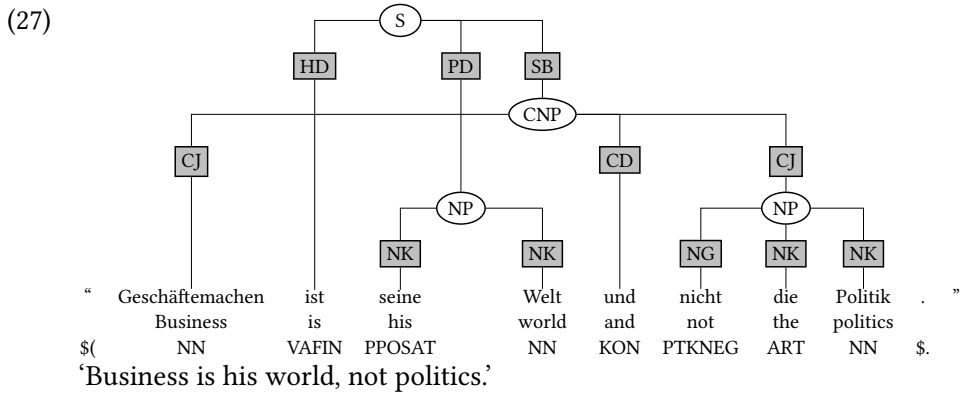 (27)
S
HD PD SB
CNP
CJ CD CJ
NP NP
NK NK NG NK NK
“ Geschäftemachen ist seine Welt und nicht die Politik . ”
Business is his world and not the politics
$( NN VAFIN PPOSAT NN KON PTKNEG ART NN $.
‘Business is his world, not politics.’